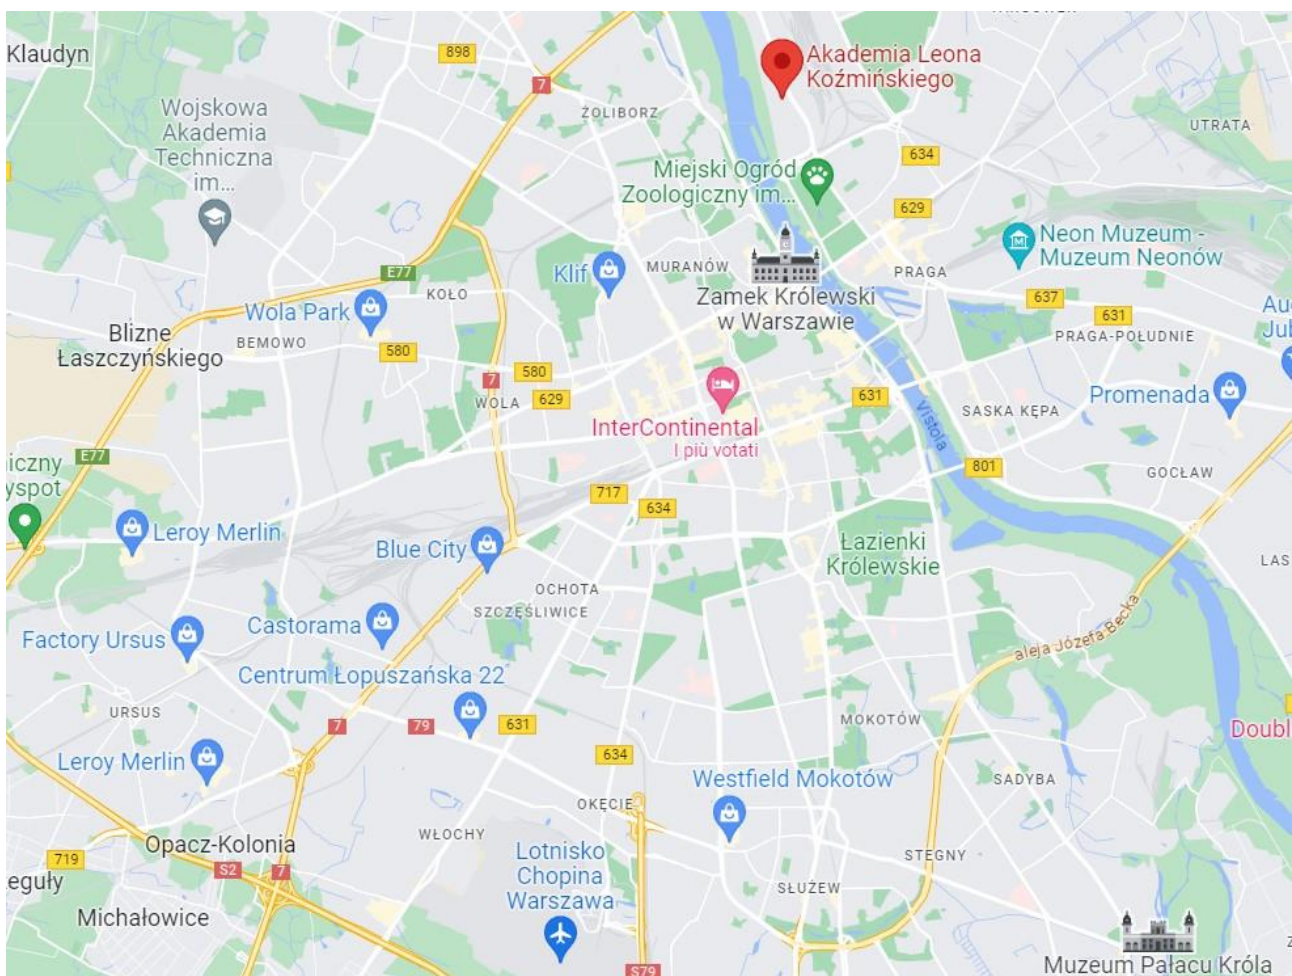 Klaudyn
898
7
Akademia Leona
Koźmińskiego
ŻOLIBORZ
Wojskowa
Akademia
Techniczna
im...
UTRATA
634
Miejski Ogród
Zoologiczny im...
629
Neon Muzeum -
Muzeum Neonów
E77
KOŁO
Klif
MURANÓW
PRAGA
Zamek Królewski
w Warszawie
637
631
PRAGA-POŁUDNIE
Wola Park
BEMOWO
580
Blizne
Łaszczyńskiego
7
580
629
WOLA
631
Vistola
SASKA KĘPA
Promenada
InterContinental
I più votati
E77
801
GOCŁAW
717
634
Leroy Merlin
Blue City
Łazienki
Królewskie
OCHOTA
SZCZĘŚLIWICE
Castorama
Factory Ursus
aleja Józefa Becka
Centrum Łopuszańska 22
URSUS
7
79
631
634
MOKOTÓW
Leroy Merlin
Westfield Mokotów
SADYBA
OKĘCIE
WŁOCHY
Opacz-Kolonia
719
S2
7
Lotnisko
Chopina
Warszawa
STEGNY
SŁUŻEW
Michałowice
S79
Muzeum Pałacu Króla